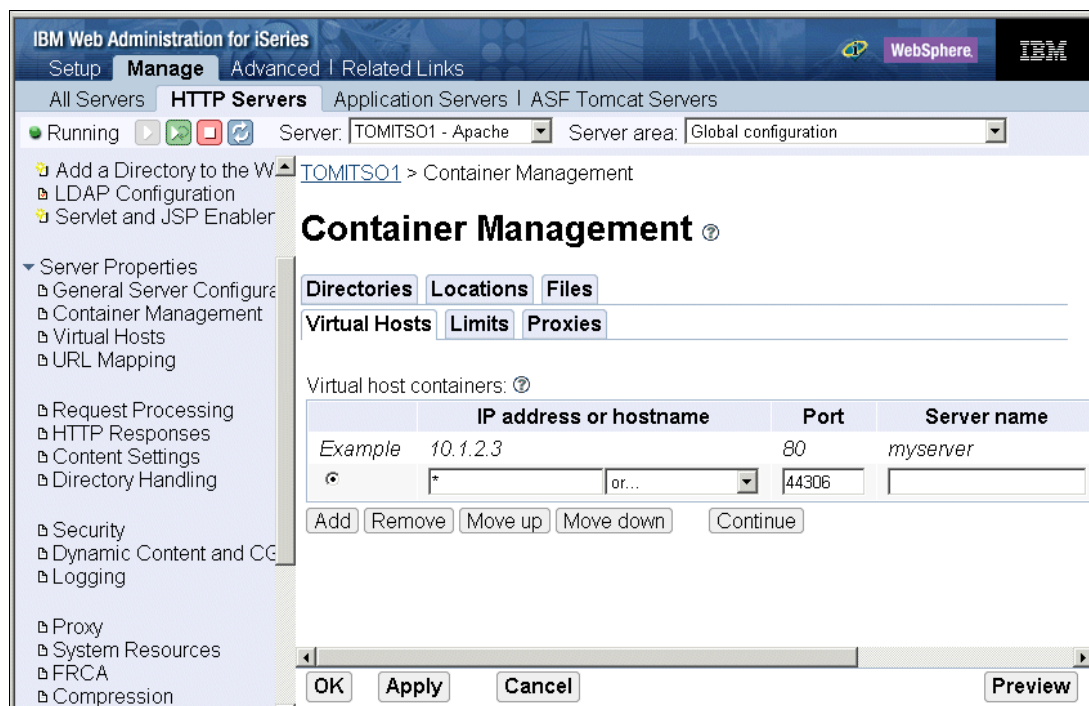 IBM Web Administration for iSeries
Setup Manage Advanced | Related Links
WebSphere. IBM
All Servers HTTP Servers Application Servers | ASF Tomcat Servers
Running Server: TOMITSO1 - Apache Server area: Global configuration
Add a Directory to the W
LDAP Configuration
Servlet and JSP Enabler
Server Properties
General Server Configura
Container Management
Virtual Hosts
URL Mapping
Request Processing
HTTP Responses
Content Settings
Directory Handling
Security
Dynamic Content and CG
Logging
Proxy
System Resources
FRCA
Compression
TOMITSO1 > Container Management
Container Management
Directories Locations Files
Virtual Hosts Limits Proxies
Virtual host containers:
IP address or hostname Port Server name
Example 10.1.2.3 80 myserver
* or... 44306
Add Remove Move up Move down Continue
OK Apply Cancel Preview